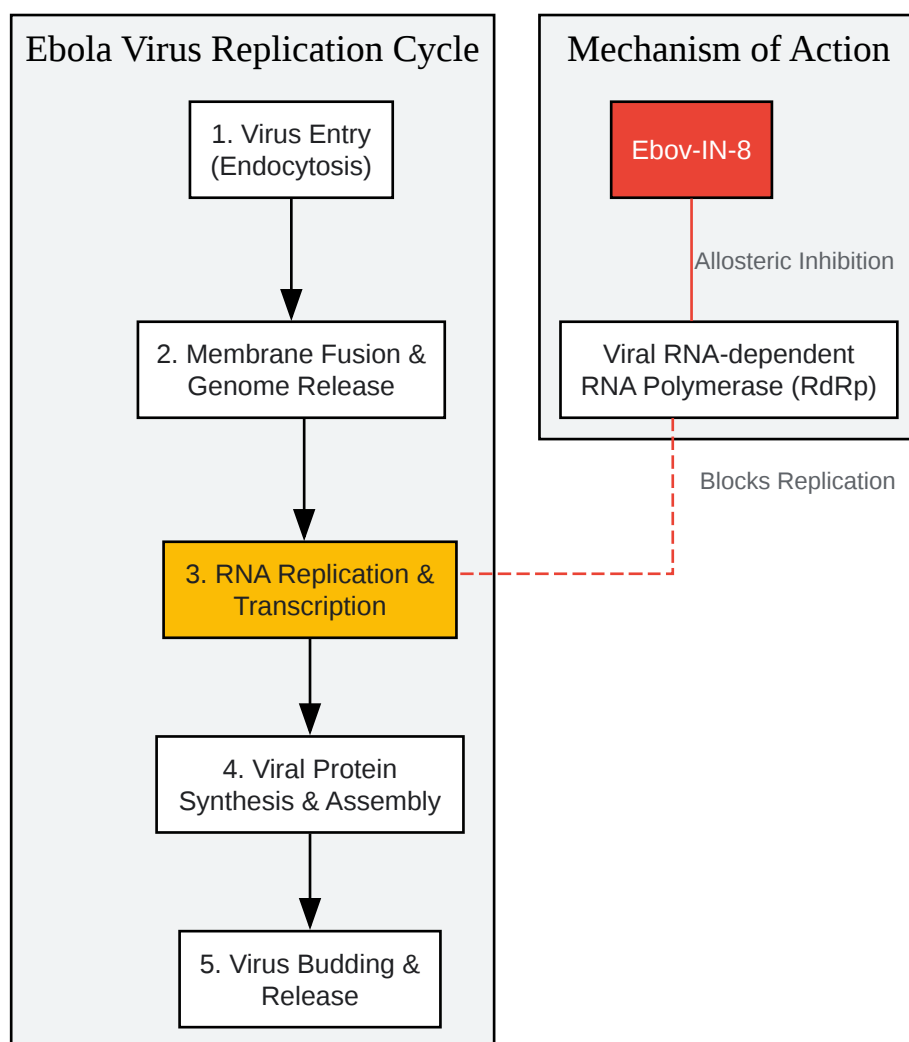 Ebola Virus Replication Cycle
1. Virus Entry
(Endocytosis)
2. Membrane Fusion &
Genome Release
3. RNA Replication &
Transcription
4. Viral Protein
Synthesis & Assembly
5. Virus Budding &
Release
Mechanism of Action
Ebov-IN-8
Allosteric Inhibition
Viral RNA-dependent
RNA Polymerase (RdRp)
Blocks Replication